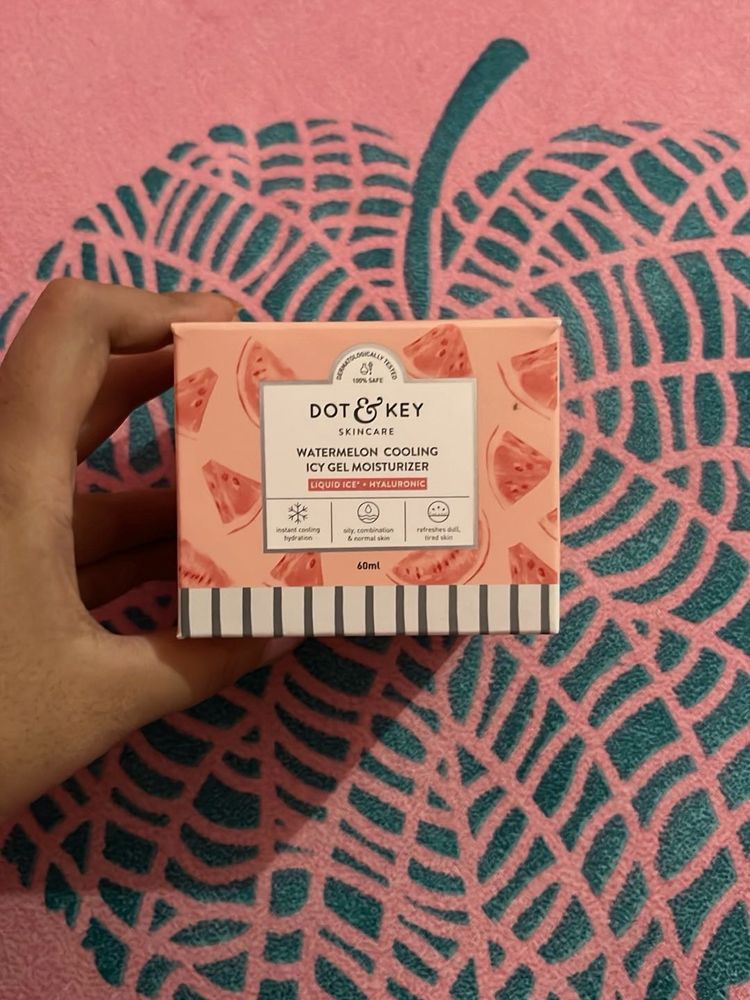 DERMATOLOGICALLY TESTED
100% SAFE
DOT & KEY
SKINCARE
WATERMELON COOLING
ICY GEL MOISTURIZER
LIQUID ICE* + HYALURONIC
instant cooling
hydration
oily, combination
& normal skin
refreshes dull,
tired skin
60ml